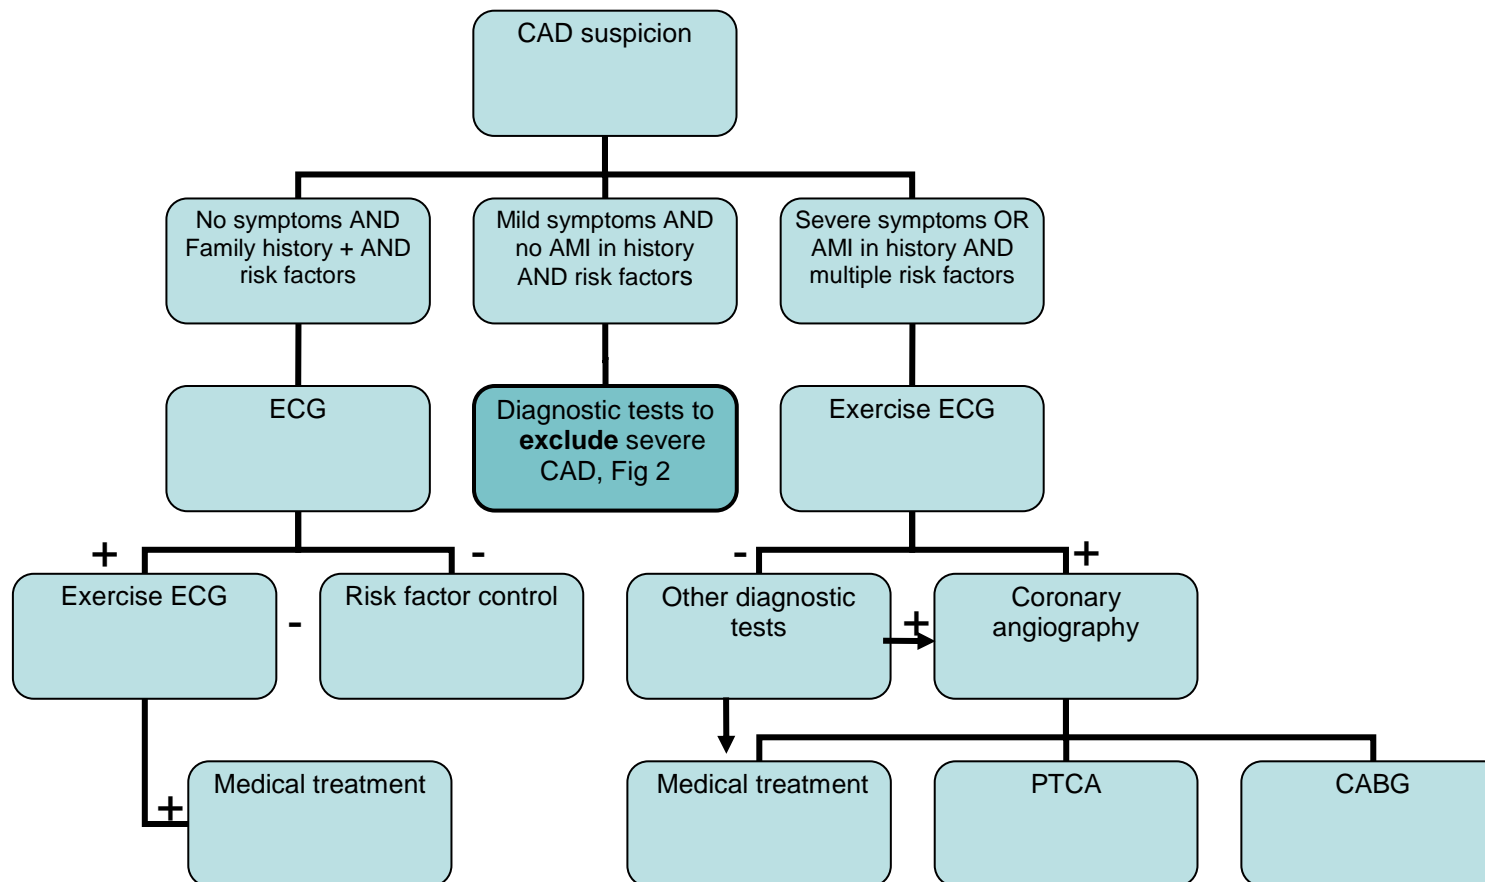 CAD suspicion
No symptoms AND
Family history + AND
risk factors
Mild symptoms AND
no AMI in history
AND risk factors
Severe symptoms OR
AMI in history AND
multiple risk factors
ECG
Diagnostic tests to
exclude severe
CAD, Fig 2
Exercise ECG
+
-
-
+
Exercise ECG
-
Risk factor control
Other diagnostic
tests
+
Coronary
angiography
+
Medical treatment
Medical treatment
PTCA
CABG